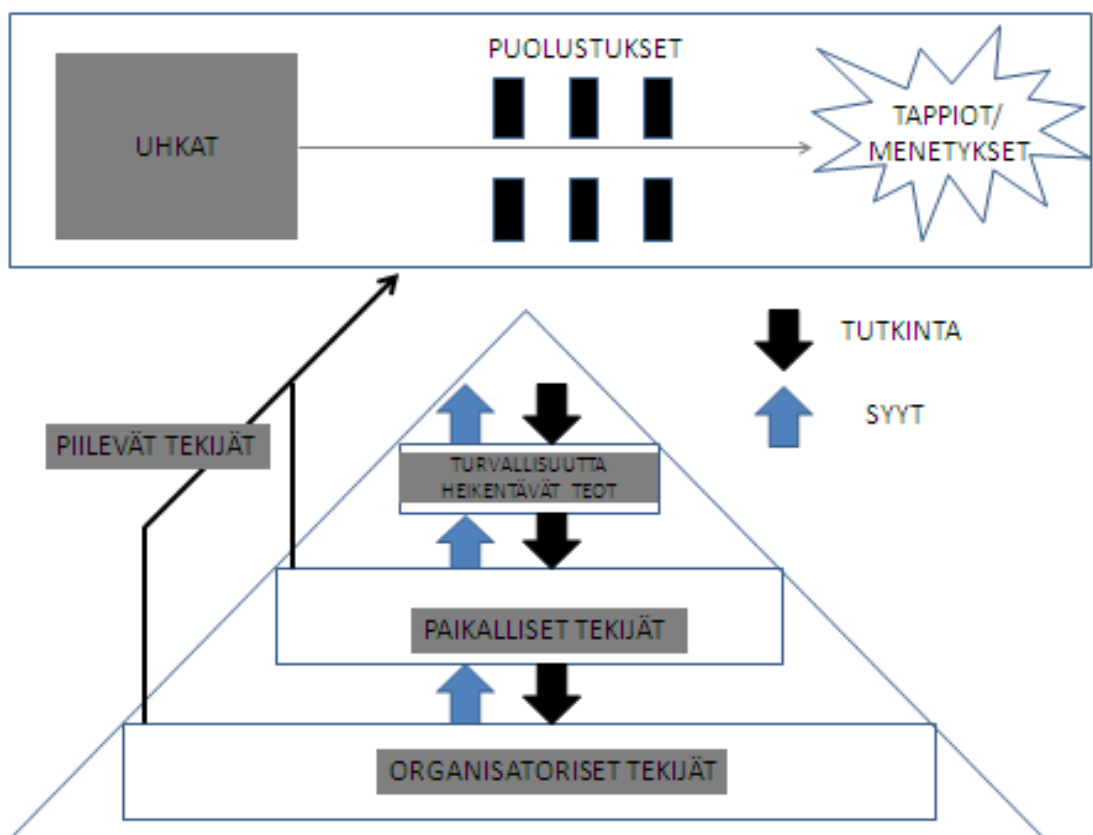 PUOLUSTUKSET
UHKAT
TAPPIOT/
MENETYKSET
TUTKINTA
SYYT
PIILEVÄT TEKIJÄT
TURVALLISUUTTA
HEIKENTÄVÄT TEOT
PAIKALLISET TEKIJÄT
ORGANISATORISET TEKIJÄT